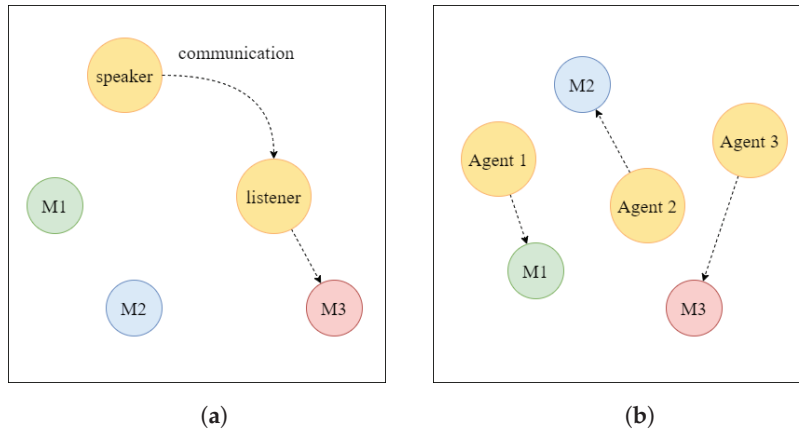 communication
speaker
listener
M1
M2
M3
(a)
M2
Agent 1
Agent 3
Agent 2
M1
M3
(b)